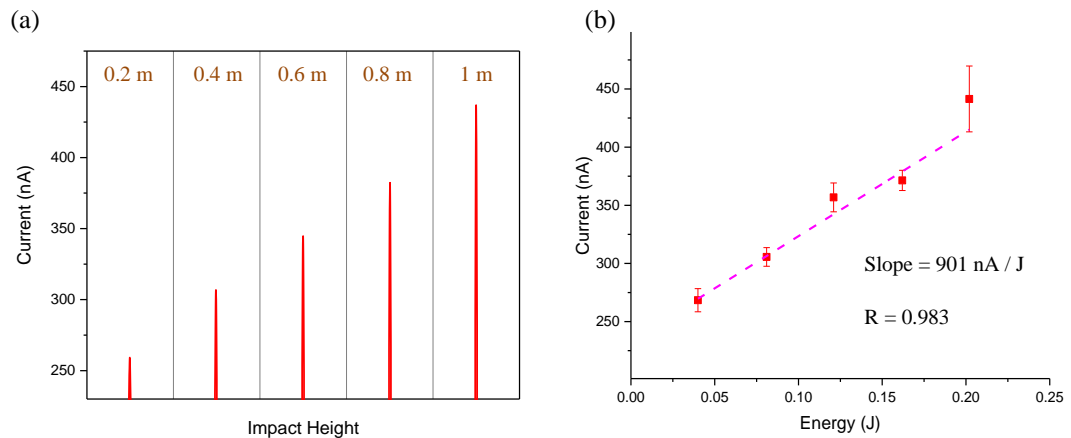 (a)
0.2 m 0.4 m 0.6 m 0.8 m 1 m
450
400
350
300
250
Current (nA)
Impact Height
(b)
450
400
350
300
250
Current (nA)
Slope = 901 nA / J
R = 0.983
0.00 0.05 0.10 0.15 0.20 0.25
Energy (J)